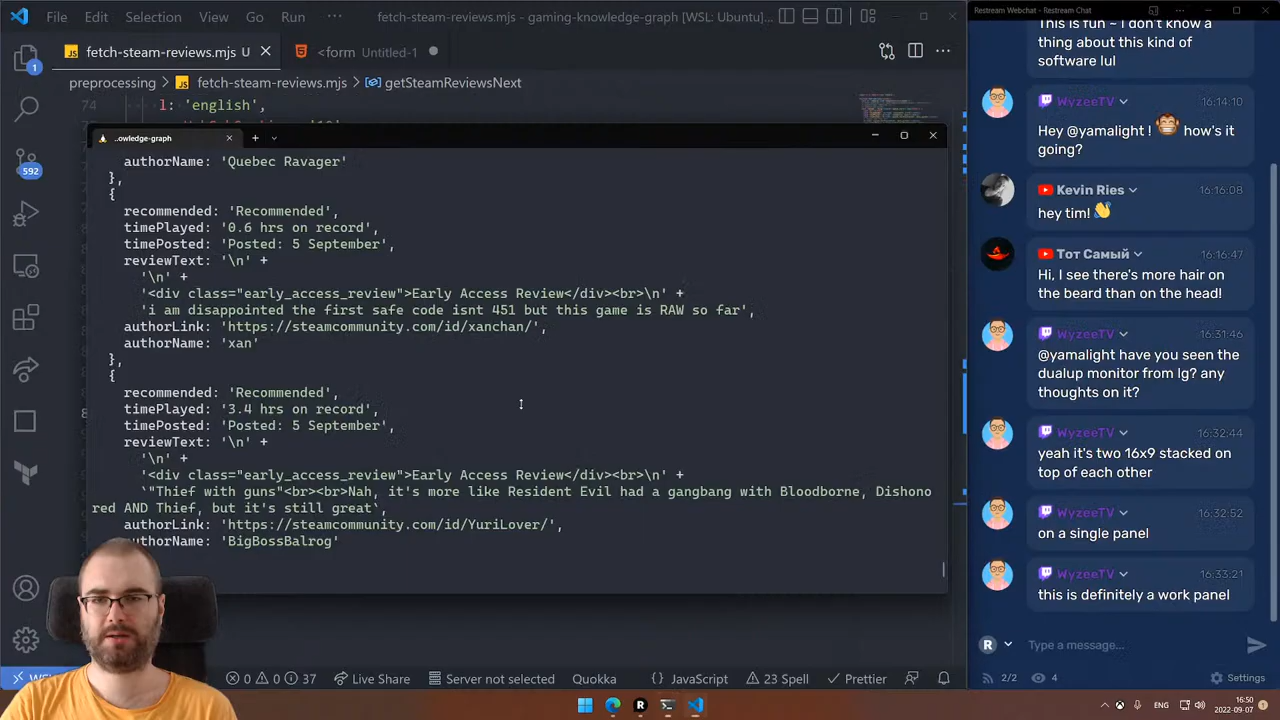 File Edit Selection View Go Run ··· fetch-steam-reviews.mjs - gaming-knowledge-graph [WSL: Ubuntu]
JS fetch-steam-reviews.mjs U <form Untitled-1
preprocessing > JS fetch-steam-reviews.mjs > getSteamReviewsNext
74 l: 'english',
..owledge-graph
authorName: 'Quebec Ravager'
},
{
recommended: 'Recommended',
timePlayed: '0.6 hrs on record',
timePosted: 'Posted: 5 September',
reviewText: '\n' +
'\n' +
'<div class="early_access_review">Early Access Review</div><br>\n' +
'i am disappointed the first safe code isnt 451 but this game is RAW so far',
authorLink: 'https://steamcommunity.com/id/xanchan/',
authorName: 'xan'
},
{
recommended: 'Recommended',
timePlayed: '3.4 hrs on record',
timePosted: 'Posted: 5 September',
reviewText: '\n' +
'\n' +
'<div class="early_access_review">Early Access Review</div><br>\n' +
`"Thief with guns"<br><br>Nah, it's more like Resident Evil had a gangbang with Bloodborne, Dishono
red AND Thief, but it's still great`,
authorLink: 'https://steamcommunity.com/id/YuriLover/',
authorName: 'BigBossBalrog'
1
592
0 0 37 Live Share Server not selected Quokka {} JavaScript 23 Spell Prettier
Restream Webchat - Restream Chat
This is fun ~ I don't know a
thing about this kind of
software lul
WyzeeTV 16:14:10
Hey @yamalight ! how's it
going?
Kevin Ries 16:16:08
hey tim!
Тот Самый 16:16:47
Hi, I see there's more hair on
the beard than on the head!
WyzeeTV 16:31:46
@yamalight have you seen the
dualup monitor from lg? any
thoughts on it?
WyzeeTV 16:32:44
yeah it's two 16x9 stacked on
top of each other
WyzeeTV 16:32:52
on a single panel
WyzeeTV 16:33:21
this is definitely a work panel
R Type a message...
2/2 4 Settings
ENG 16:50
2022-09-07